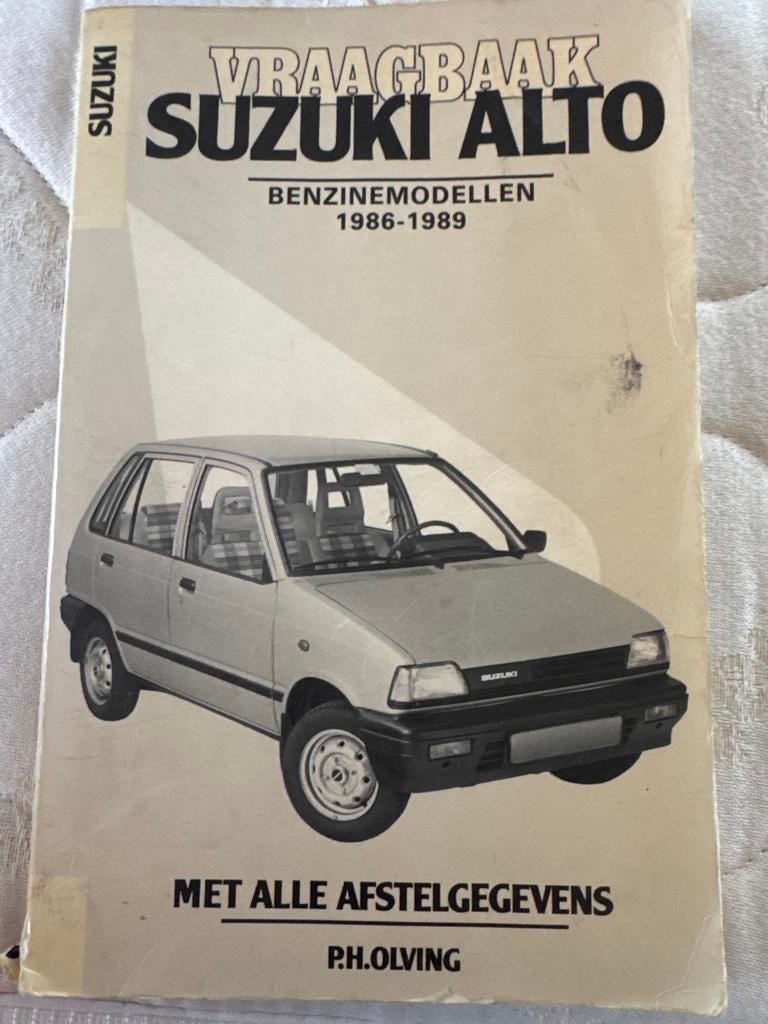 SUZUKI
VRAAGBAAK
SUZUKI ALTO
BENZINEMODELLEN
1986-1989
SUZUKI
MET ALLE AFSTELGEGEVENS
P.H.OLVING